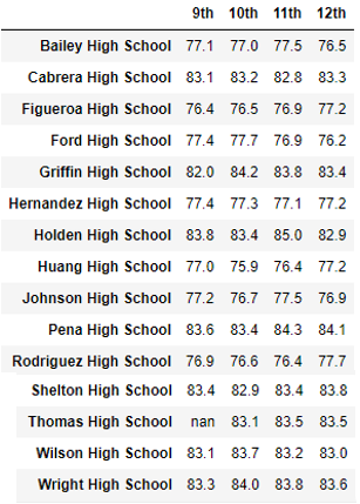 9th 10th 11th 12th
Bailey High School 77.1 77.0 77.5 76.5
Cabrera High School 83.1 83.2 82.8 83.3
Figueroa High School 76.4 76.5 76.9 77.2
Ford High School 77.4 77.7 76.9 76.2
Griffin High School 82.0 84.2 83.8 83.4
Hernandez High School 77.4 77.3 77.1 77.2
Holden High School 83.8 83.4 85.0 82.9
Huang High School 77.0 75.9 76.4 77.2
Johnson High School 77.2 76.7 77.5 76.9
Pena High School 83.6 83.4 84.3 84.1
Rodriguez High School 76.9 76.6 76.4 77.7
Shelton High School 83.4 82.9 83.4 83.8
Thomas High School nan 83.1 83.5 83.5
Wilson High School 83.1 83.7 83.2 83.0
Wright High School 83.3 84.0 83.8 83.6